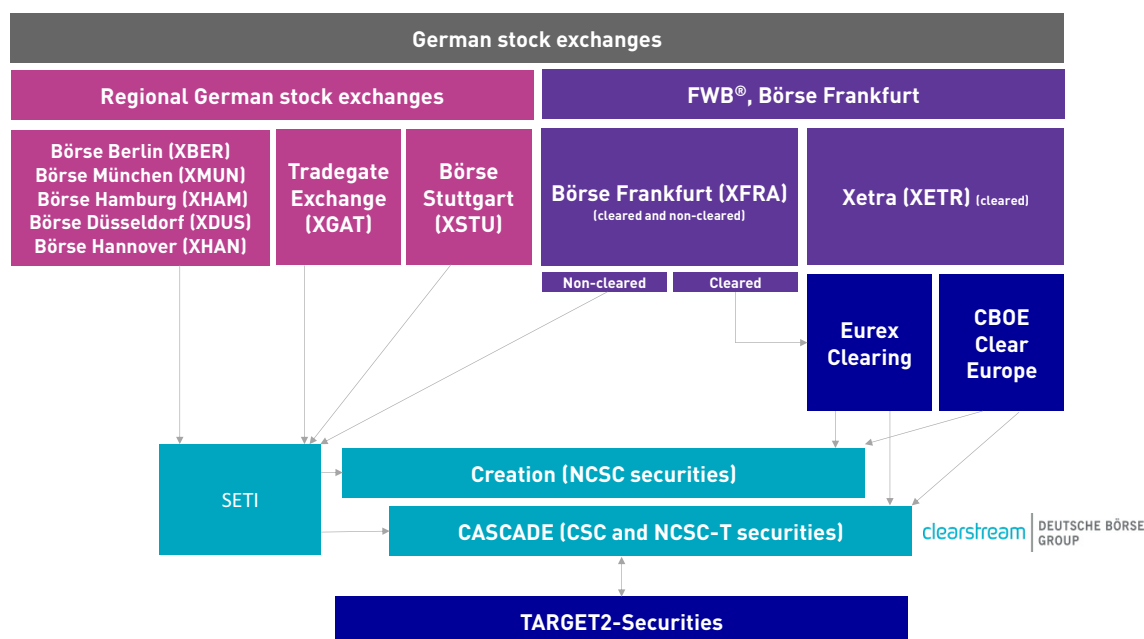 German stock exchanges
Regional German stock exchanges
FWB®, Börse Frankfurt
Börse Berlin (XBER)
Börse München (XMUN)
Börse Hamburg (XHAM)
Börse Düsseldorf (XDUS)
Börse Hannover (XHAN)
Tradegate
Exchange
(XGAT)
Börse
Stuttgart
(XSTU)
Börse Frankfurt (XFRA)
(cleared and non-cleared)
Xetra (XETR) (cleared)
Non-cleared
Cleared
Eurex
Clearing
CBOE
Clear
Europe
SETI
Creation (NCSC securities)
CASCADE (CSC and NCSC-T securities)
clearstream
DEUTSCHE BÖRSE
GROUP
TARGET2-Securities